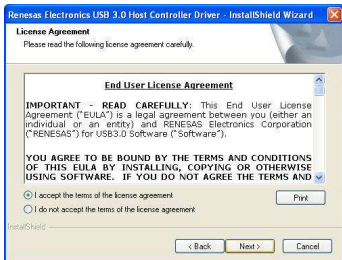 Renesas Electronics USB 3.0 Host Controller Driver - InstallShield Wizard
License Agreement
Please read the following license agreement carefully.
End User License Agreement
IMPORTANT - READ CAREFULLY: This End User License
Agreement ("EULA") is a legal agreement between you (either an
individual or an entity) and RENESAS Electronics Corporation
("RENESAS") for USB3.0 Software ("Software").
YOU AGREE TO BE BOUND BY THE TERMS AND CONDITIONS
OF THIS EULA BY INSTALLING, COPYING OR OTHERWISE
USING SOFTWARE. IF YOU DO NOT AGREE THE TERMS AND
I accept the terms of the license agreement
Print
I do not accept the terms of the license agreement
InstallShield
< Back
Next >
Cancel